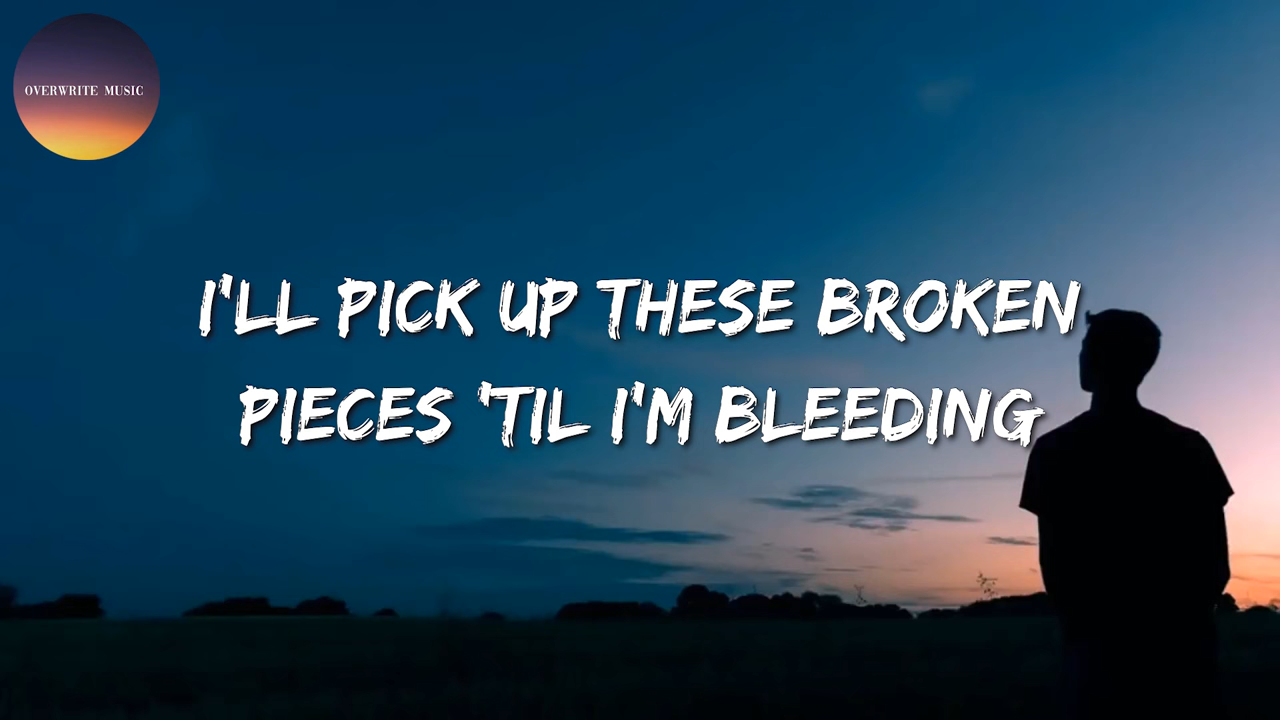 OVERWRITE MUSIC
I'LL PICK UP THESE BROKEN
PIECES 'TIL I'M BLEEDING